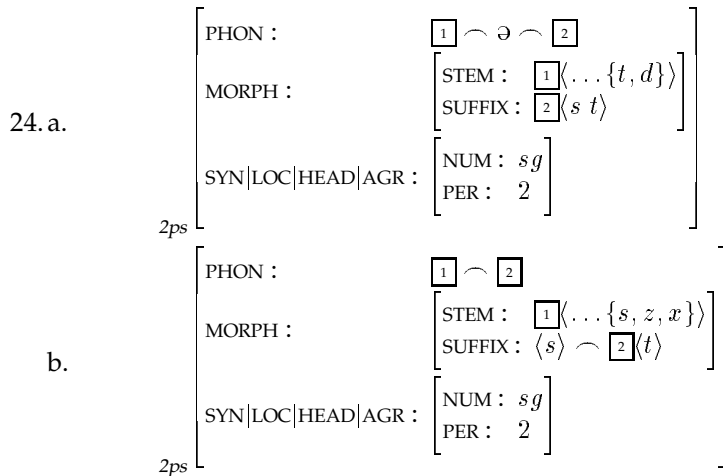 PHON : 1 ⌢ ə ⌢ 2
STEM : 1⟨…{t, d}⟩
24. a. MORPH :
SUFFIX : 2⟨s t⟩
NUM : sg
SYN|LOC|HEAD|AGR :
PER : 2
2ps
PHON : 1 ⌢ 2
STEM : 1⟨…{s, z, x}⟩
b. MORPH :
SUFFIX : ⟨s⟩ ⌢ 2⟨t⟩
NUM : sg
SYN|LOC|HEAD|AGR :
PER : 2
2ps